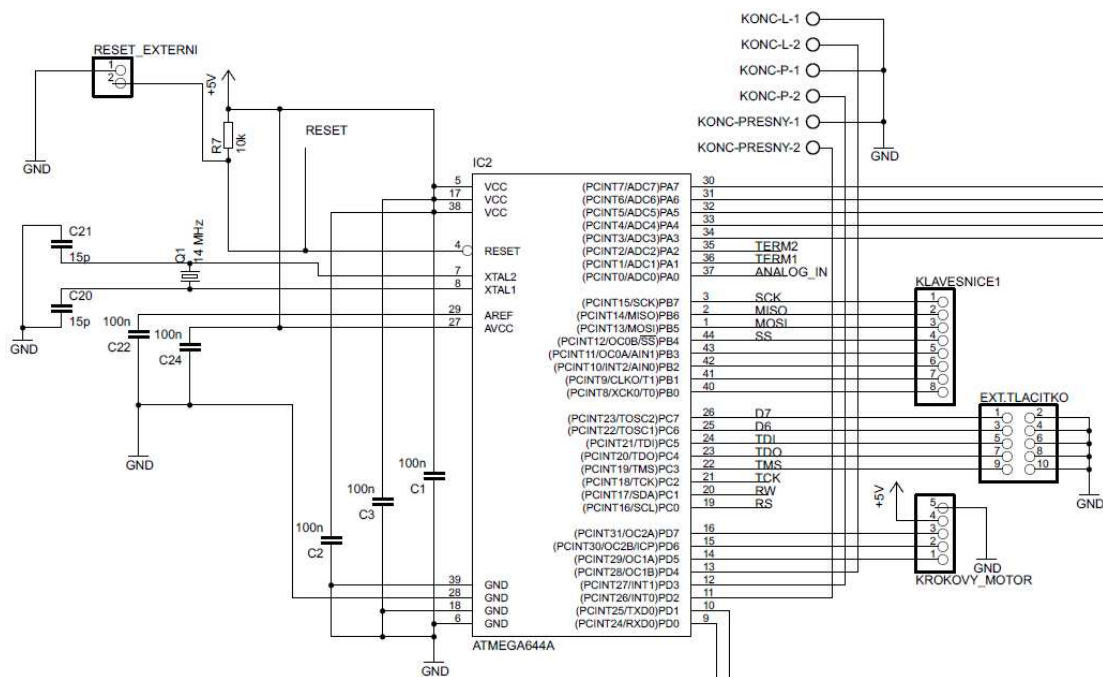 KONC-L-1
KONC-L-2
KONC-P-1
KONC-P-2
KONC-PRESNY-1
KONC-PRESNY-2
GND
RESET_EXTERNI
1
2
GND
+5V
R7
10k
RESET
C21
15p
Q1
14 MHz
C20
15p
GND
100n
C22
100n
C24
GND
100n
C1
100n
C3
100n
C2
GND
IC2
5 VCC
17 VCC
38 VCC
4 RESET
7 XTAL2
8 XTAL1
29 AREF
27 AVCC
39 GND
28 GND
18 GND
6 GND
(PCINT7/ADC7)PA7 30
(PCINT6/ADC6)PA6 31
(PCINT5/ADC5)PA5 32
(PCINT4/ADC4)PA4 33
(PCINT3/ADC3)PA3 34
(PCINT2/ADC2)PA2 35 TERM2
(PCINT1/ADC1)PA1 36 TERM1
(PCINT0/ADC0)PA0 37 ANALOG_IN
(PCINT15/SCK)PB7 3 SCK
(PCINT14/MISO)PB6 2 MISO
(PCINT13/MOSI)PB5 1 MOSI
(PCINT12/OC0B/SS)PB4 44 SS
(PCINT11/OC0A/AIN1)PB3 43
(PCINT10/INT2/AIN0)PB2 42
(PCINT9/CLKO/T1)PB1 41
(PCINT8/XCK0/T0)PB0 40
(PCINT23/TOSC2)PC7 26 D7
(PCINT22/TOSC1)PC6 25 D6
(PCINT21/TDI)PC5 24 TDI
(PCINT20/TDO)PC4 23 TDO
(PCINT19/TMS)PC3 22 TMS
(PCINT18/TCK)PC2 21 TCK
(PCINT17/SDA)PC1 20 RW
(PCINT16/SCL)PC0 19 RS
(PCINT31/OC2A)PD7 16
(PCINT30/OC2B/ICP)PD6 15
(PCINT29/OC1A)PD5 14
(PCINT28/OC1B)PD4 13
(PCINT27/INT1)PD3 12
(PCINT26/INT0)PD2 11
(PCINT25/TXD0)PD1 10
(PCINT24/RXD0)PD0 9
ATMEGA644A
KLAVESNICE1
1
2
3
4
5
6
7
8
EXT.TLACITKO
1 2
3 4
5 6
7 8
9 10
GND
+5V
5
4
3
2
1
GND
KROKOVY_MOTOR